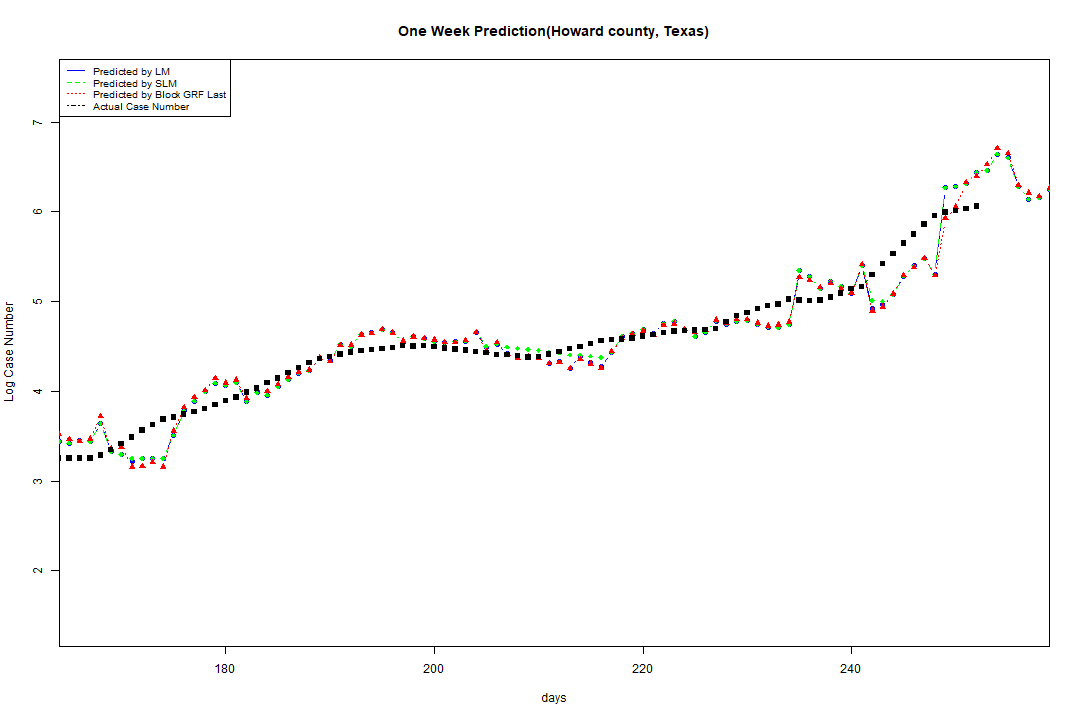 One Week Prediction(Howard county, Texas)
Predicted by LM
Predicted by SLM
Predicted by Block GRF Last
Actual Case Number
7
6
5
4
3
2
Log Case Number
180
200
220
240
days